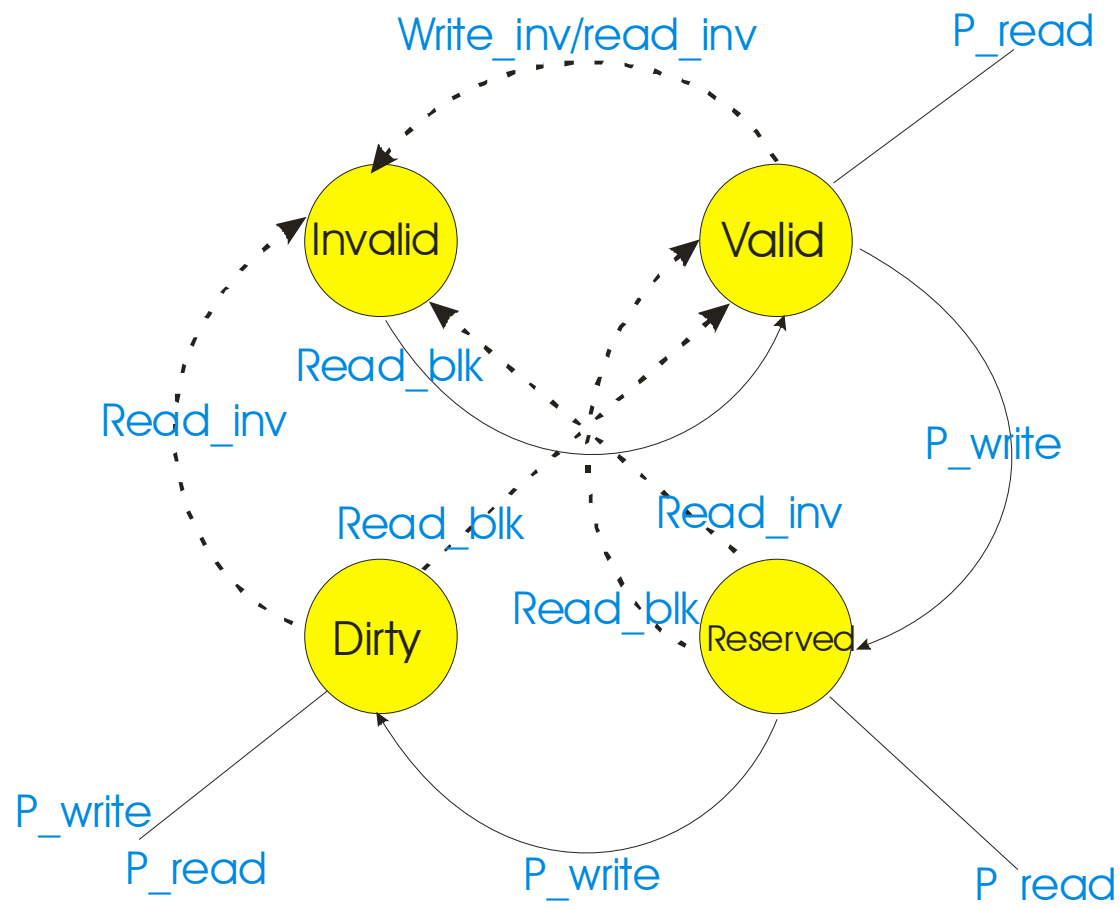 Write_inv/read_inv
P_read
Invalid
Valid
Read_blk
Read_inv
P_write
Read_blk
Read_inv
Read_blk
Dirty
Reserved
P_write
P_read
P_write
P_read